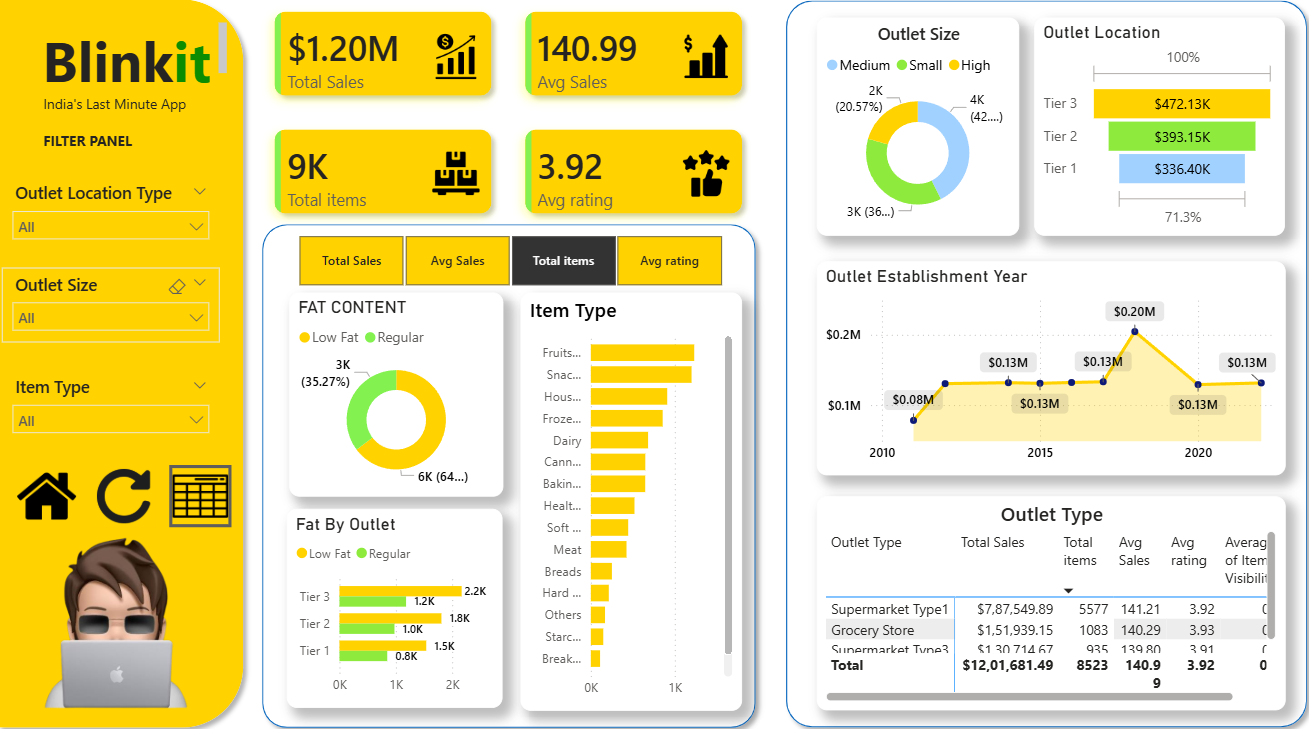 Blinkit
India's Last Minute App
FILTER PANEL
Outlet Location Type
All
Outlet Size
All
Item Type
All
$1.20M
Total Sales
140.99
Avg Sales
9K
Total items
3.92
Avg rating
Total Sales
Avg Sales
Total items
Avg rating
FAT CONTENT
Low Fat Regular
3K
(35.27%)
6K (64...)
Fat By Outlet
Low Fat Regular
Tier 3
2.2K
1.2K
Tier 2
1.8K
1.0K
Tier 1
1.5K
0.8K
0K 1K 2K
Item Type
Fruits...
Snac...
Hous...
Froze...
Dairy
Cann...
Bakin...
Healt...
Soft ...
Meat
Breads
Hard ...
Others
Starc...
Break...
0K 1K
Outlet Size
Medium Small High
2K
(20.57%)
4K
(42....)
3K (36...)
Outlet Location
100%
Tier 3 $472.13K
Tier 2 $393.15K
Tier 1 $336.40K
71.3%
Outlet Establishment Year
$0.2M
$0.1M
$0.08M
$0.13M
$0.13M
$0.13M
$0.20M
$0.13M
$0.13M
2010 2015 2020
Outlet Type
Outlet Type Total Sales Total items Avg Sales Avg rating Averag of Item Visibilit
Supermarket Type1 $7,87,549.89 5577 141.21 3.92 0
Grocery Store $1,51,939.15 1083 140.29 3.93 0
Supermarket Type3 $1,30,714.67 935 139.80 3.91 0
Total $12,01,681.49 8523 140.99 3.92 0